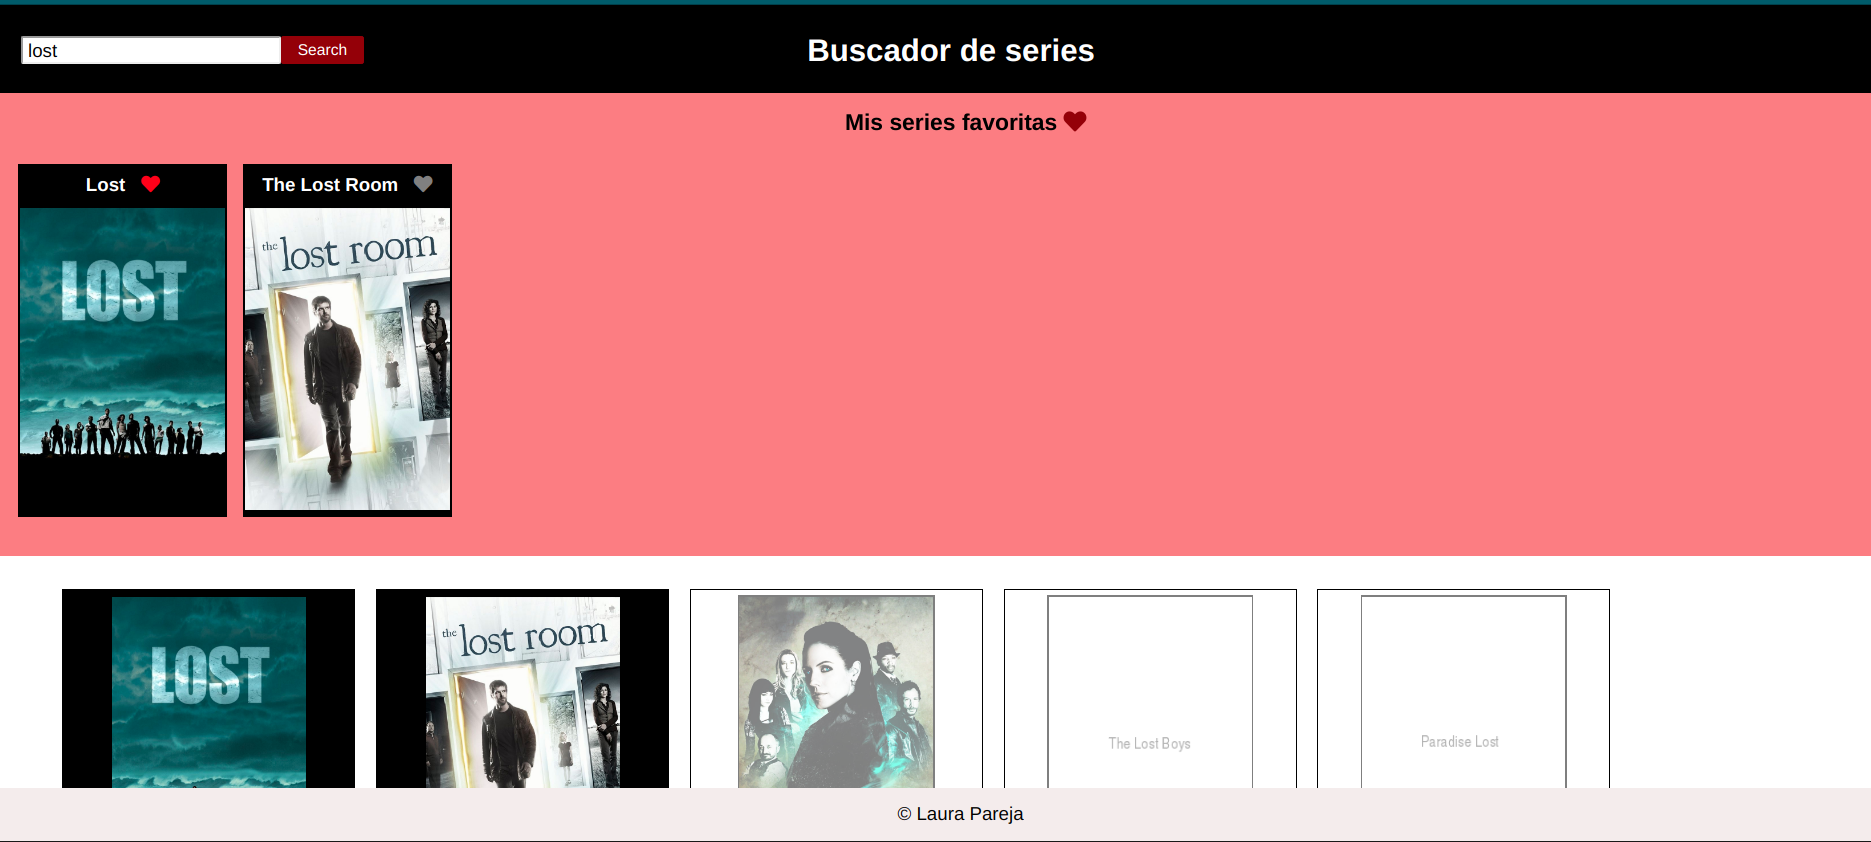 lost
Search
Buscador de series
Mis series favoritas
Lost
The Lost Room
LOST
the lost room
LOST
the lost room
The Lost Boys
Paradise Lost
© Laura Pareja